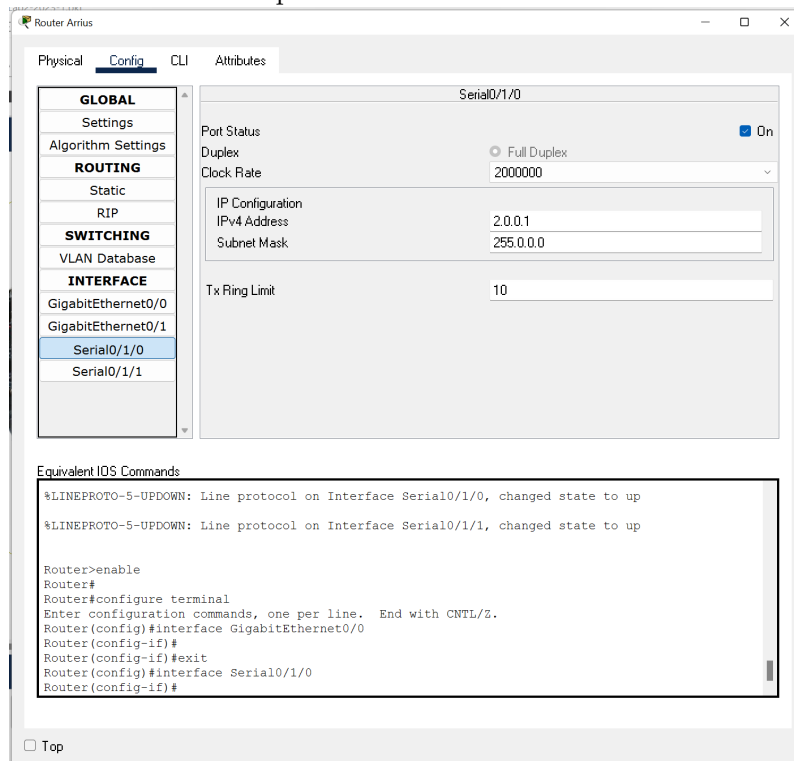 Router Arrius
Physical Config CLI Attributes
GLOBAL
Settings
Algorithm Settings
ROUTING
Static
RIP
SWITCHING
VLAN Database
INTERFACE
GigabitEthernet0/0
GigabitEthernet0/1
Serial0/1/0
Serial0/1/1
Serial0/1/0
Port Status On
Duplex Full Duplex
Clock Rate 2000000
IP Configuration
IPv4 Address 2.0.0.1
Subnet Mask 255.0.0.0
Tx Ring Limit 10
Equivalent IOS Commands
%LINEPROTO-5-UPDOWN: Line protocol on Interface Serial0/1/0, changed state to up
%LINEPROTO-5-UPDOWN: Line protocol on Interface Serial0/1/1, changed state to up
Router>enable
Router#
Router#configure terminal
Enter configuration commands, one per line. End with CNTL/Z.
Router(config)#interface GigabitEthernet0/0
Router(config-if)#
Router(config-if)#exit
Router(config)#interface Serial0/1/0
Router(config-if)#
Top